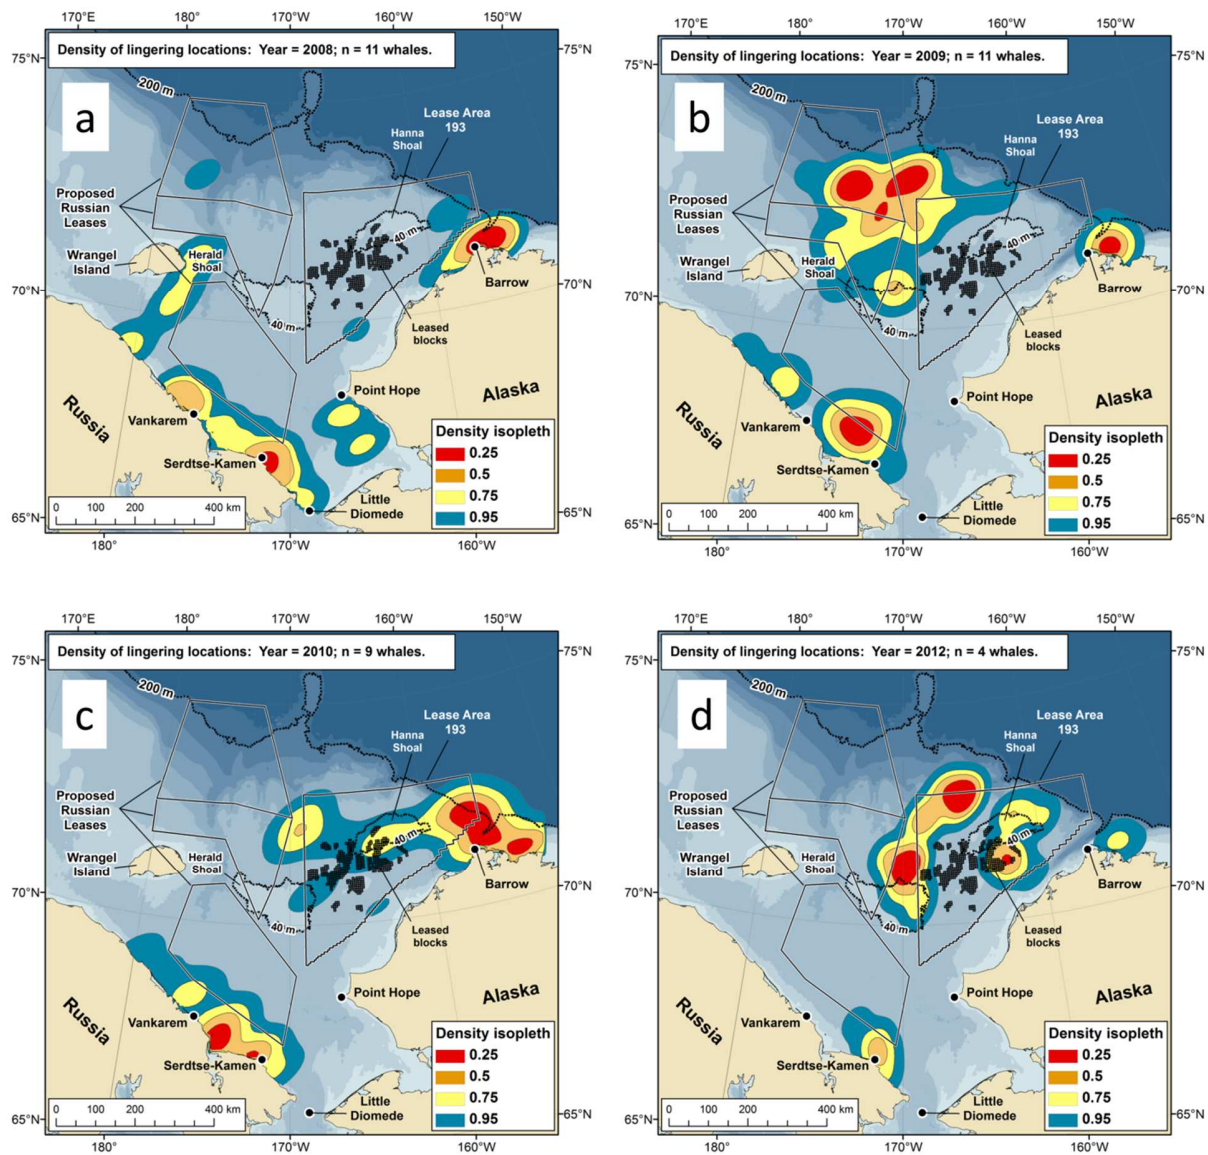 170°E 180° 170°W 160°W 150°W
75°N
75°N
Density of lingering locations: Year = 2008; n = 11 whales.
a
200 m
Lease Area
193
Hanna
Shoal
Proposed
Russian
Leases
40 m
Wrangel
Island
Herald
Shoal
Barrow
70°N
70°N
40 m
Leased
blocks
Point Hope
Alaska
Russia
Vankarem
Density isopleth
0.25
0.5
0.75
0.95
Serdtse-Kamen
Little
Diomede
0 100 200 400 km
65°N
65°N
180° 170°W 160°W
170°E 180° 170°W 160°W 150°W
75°N
75°N
Density of lingering locations: Year = 2009; n = 11 whales.
b
200 m
Lease Area
193
Hanna
Shoal
Proposed
Russian
Leases
40 m
Wrangel
Island
Herald
Shoal
Barrow
70°N
70°N
40 m
Leased
blocks
Point Hope
Alaska
Russia
Vankarem
Density isopleth
0.25
0.5
0.75
0.95
Serdtse-Kamen
Little
Diomede
0 100 200 400 km
65°N
65°N
180° 170°W 160°W
170°E 180° 170°W 160°W 150°W
75°N
75°N
Density of lingering locations: Year = 2010; n = 9 whales.
c
200 m
Lease Area
193
Hanna
Shoal
Proposed
Russian
Leases
40 m
40 m
Wrangel
Island
Herald
Shoal
Barrow
70°N
70°N
40 m
Leased
blocks
Point Hope
Alaska
Russia
Vankarem
Density isopleth
0.25
0.5
0.75
0.95
Serdtse-Kamen
Little
Diomede
0 100 200 400 km
65°N
65°N
180° 170°W 160°W
170°E 180° 170°W 160°W 150°W
75°N
75°N
Density of lingering locations: Year = 2012; n = 4 whales.
d
200 m
Lease Area
193
Hanna
Shoal
Proposed
Russian
Leases
40 m
Wrangel
Island
Herald
Shoal
Barrow
70°N
70°N
40 m
Leased
blocks
Point Hope
Alaska
Russia
Vankarem
Density isopleth
0.25
0.5
0.75
0.95
Serdtse-Kamen
Little
Diomede
0 100 200 400 km
65°N
65°N
180° 170°W 160°W